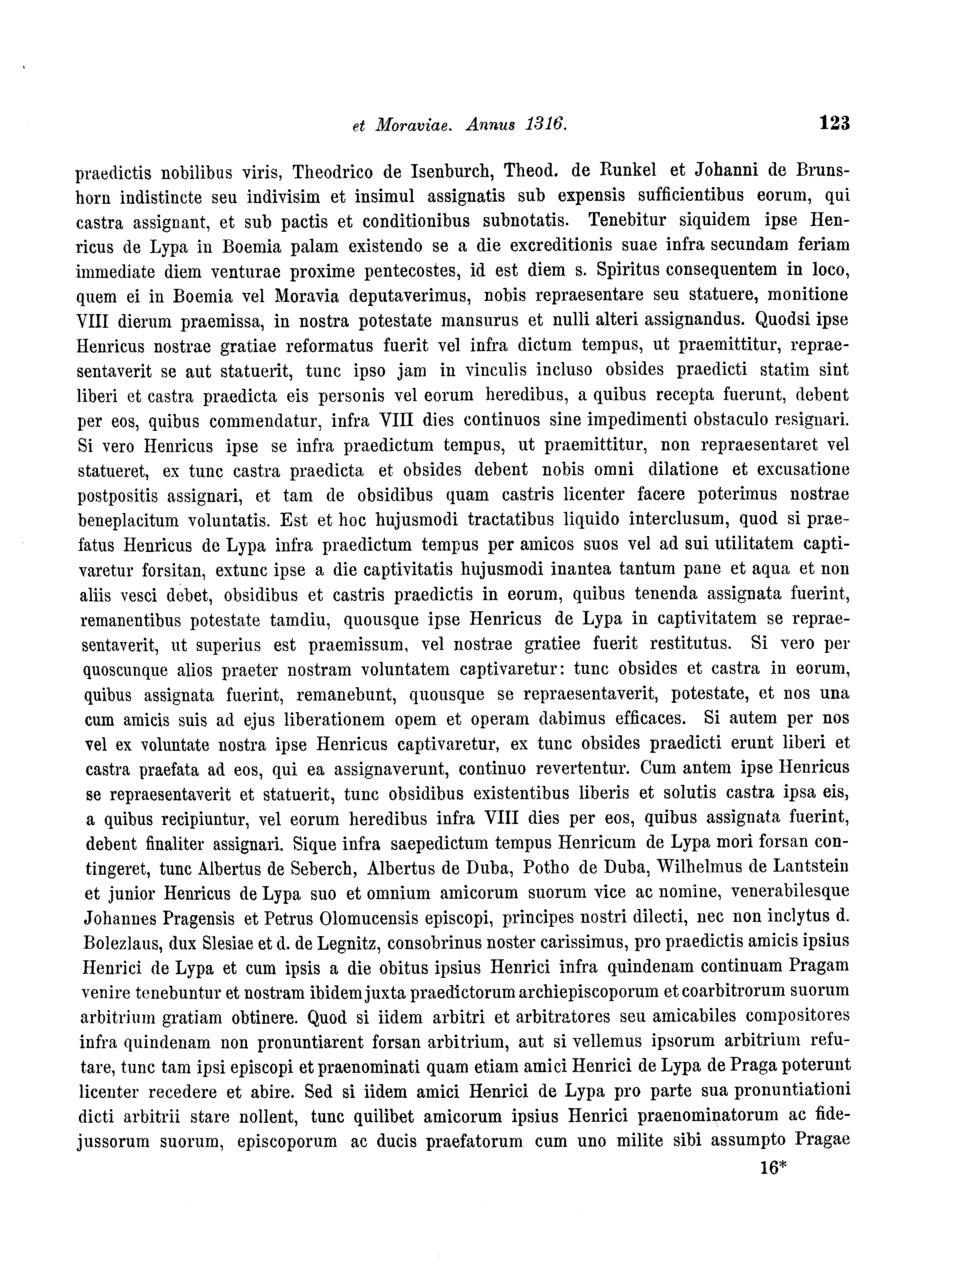 et Moraviae. Annus 1316. 123
praedictis nobilibus viris, Theodrico de Isenburch, Theod. de Runkel et Johanni de Bruns-
horn indistincte seu indivisim et insimul assignatis sub expensis sufficientibus eorum, qui
castra assignant, et sub pactis et conditionibus subnotatis. Tenebitur siquidem ipse Hen-
ricus de Lypa in Boemia palam existendo se a die excreditionis suae infra secundam feriam
immediate diem venturae proxime pentecostes, id est diem s. Spiritus consequentem in loco,
quem ei in Boemia vel Moravia deputaverimus, nobis repraesentare seu statuere, monitione
VIII dierum praemissa, in nostra potestate mansurus et nulli alteri assignandus. Quodsi ipse
Henricus nostrae gratiae reformatus fuerit vel infra dictum tempus, ut praemittitur, reprae-
sentaverit se aut statuerit, tunc ipso jam in vinculis incluso obsides praedicti statim sint
liberi et castra praedicta eis personis vel eorum heredibus, a quibus recepta fuerunt, debent
per eos, quibus commendatur, infra VIII dies continuos sine impedimenti obstaculo resignari.
Si vero Henricus ipse se infra praedictum tempus, ut praemittitur, non repraesentaret vel
statueret, ex tunc castra praedicta et obsides debent nobis omni dilatione et excusatione
postpositis assignari, et tam de obsidibus quam castris licenter facere poterimus nostrae
beneplacitum voluntatis. Est et hoc hujusmodi tractatibus liquido interclusum, quod si prae-
fatus Henricus de Lypa infra praedictum tempus per amicos suos vel ad sui utilitatem capti-
varetur forsitan, extunc ipse a die captivitatis hujusmodi inantea tantum pane et aqua et non
aliis vesci debet, obsidibus et castris praedictis in eorum, quibus tenenda assignata fuerint,
remanentibus potestate tamdiu, quousque ipse Henricus de Lypa in captivitatem se reprae-
sentaverit, ut superius est praemissum, vel nostrae gratiee fuerit restitutus. Si vero per
quoscunque alios praeter nostram voluntatem captivaretur: tunc obsides et castra in eorum,
quibus assignata fuerint, remanebunt, quousque se repraesentaverit, potestate, et nos una
cum amicis suis ad ejus liberationem opem et operam dabimus efficaces. Si autem per nos
vel ex voluntate nostra ipse Henricus captivaretur, ex tunc obsides praedicti erunt liberi et
castra praefata ad eos, qui ea assignaverunt, continuo revertentur. Cum antem ipse Henricus
se repraesentaverit et statuerit, tunc obsidibus existentibus liberis et solutis castra ipsa eis,
a quibus recipiuntur, vel eorum heredibus infra VIII dies per eos, quibus assignata fuerint,
debent finaliter assignari. Sique infra saepedictum tempus Henricum de Lypa mori forsan con-
tingeret, tunc Albertus de Seberch, Albertus de Duba, Potho de Duba, Wilhelmus de Lantstein
et junior Henricus de Lypa suo et omnium amicorum suorum vice ac nomine, venerabilesque
Johannes Pragensis et Petrus Olomucensis episcopi, principes nostri dilecti, nec non inclytus d.
Bolezlaus, dux Slesiae et d. de Legnitz, consobrinus noster carissimus, pro praedictis amicis ipsius
Henrici de Lypa et cum ipsis a die obitus ipsius Henrici infra quindenam continuam Pragam
venire tenebuntur et nostram ibidem juxta praedictorum archiepiscoporum et coarbitrorum suorum
arbitrium gratiam obtinere. Quod si iidem arbitri et arbitratores seu amicabiles compositores
infra quindenam non pronuntiarent forsan arbitrium, aut si vellemus ipsorum arbitrium refu-
tare, tunc tam ipsi episcopi et praenominati quam etiam amici Henrici de Lypa de Praga poterunt
licenter recedere et abire. Sed si iidem amici Henrici de Lypa pro parte sua pronuntiationi
dicti arbitrii stare nollent, tunc quilibet amicorum ipsius Henrici praenominatorum ac fide-
jussorum suorum, episcoporum ac ducis praefatorum cum uno milite sibi assumpto Pragae
16*